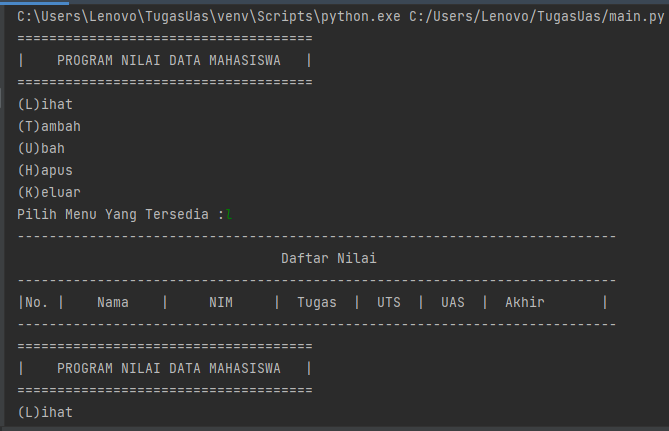 C:\Users\Lenovo\TugasUas\venv\Scripts\python.exe C:/Users/Lenovo/TugasUas/main.py
=====================================
|    PROGRAM NILAI DATA MAHASISWA   |
=====================================
(L)ihat
(T)ambah
(U)bah
(H)apus
(K)eluar
Pilih Menu Yang Tersedia :l
---------------------------------------------------------------------------
                                 Daftar Nilai
---------------------------------------------------------------------------
|No. |    Nama    |     NIM     |  Tugas  |  UTS  |  UAS  |  Akhir       |
---------------------------------------------------------------------------
=====================================
|    PROGRAM NILAI DATA MAHASISWA   |
=====================================
(L)ihat